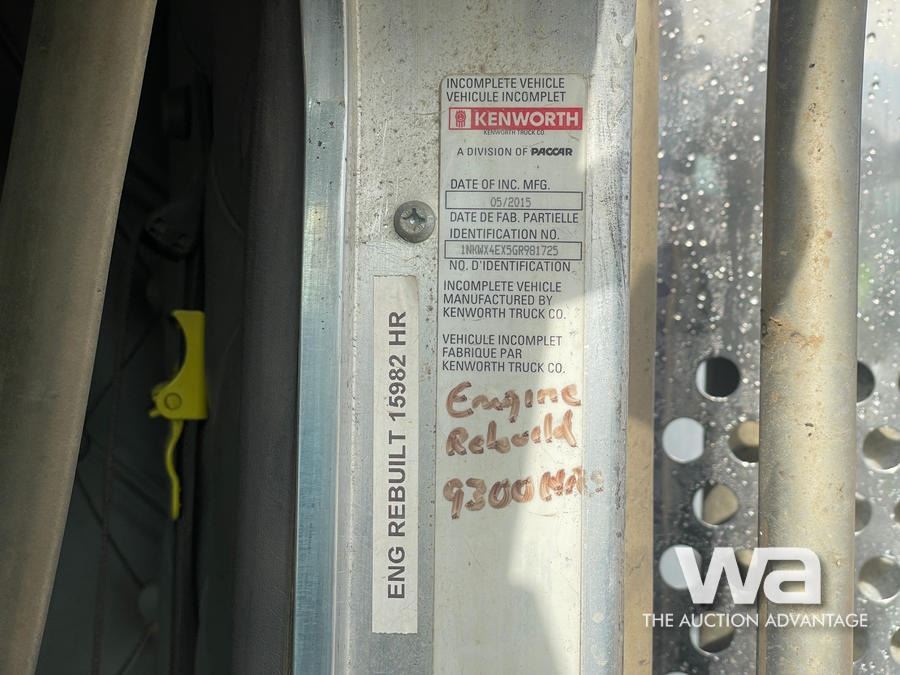 INCOMPLETE VEHICLE
VEHICULE INCOMPLET
KENWORTH
KENWORTH TRUCK CO.
A DIVISION OF PACCAR
DATE OF INC. MFG.
05/2015
DATE DE FAB. PARTIELLE
IDENTIFICATION NO.
1NKWX4EX5GR981725
NO. D'IDENTIFICATION
INCOMPLETE VEHICLE
MANUFACTURED BY
KENWORTH TRUCK CO.
VEHICULE INCOMPLET
FABRIQUE PAR
KENWORTH TRUCK CO.
Engine
Rebuild
9300
ENG REBUILT 15982 HR
wa
THE AUCTION ADVANTAGE